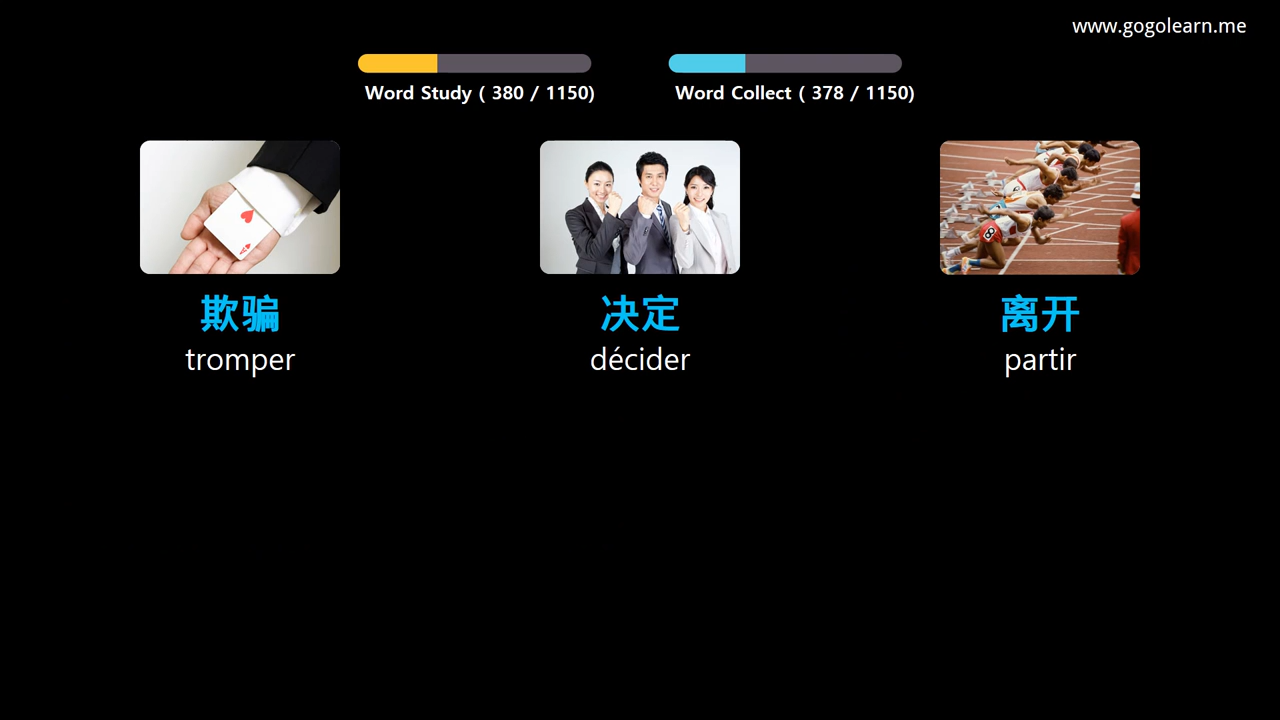 www.gogolearn.me
Word Study ( 380 / 1150)
Word Collect ( 378 / 1150)
欺骗
tromper
决定
décider
离开
partir